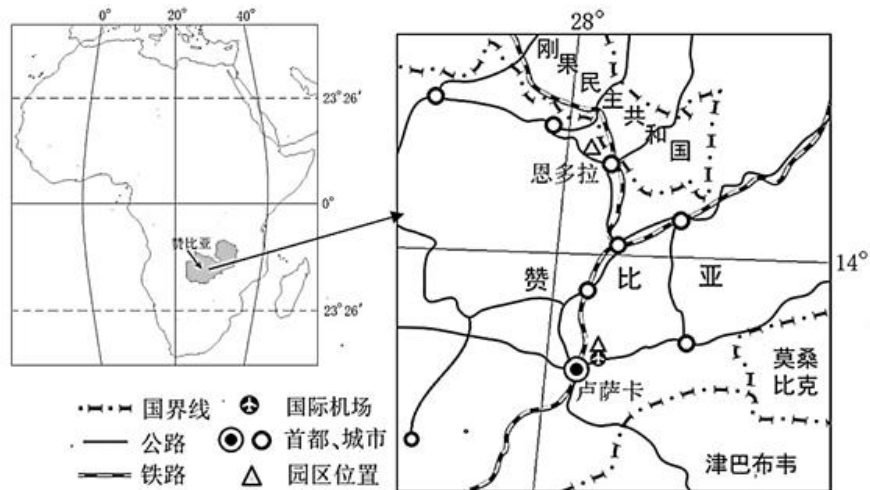 0°
20°
40°
23°26′
0°
赞比亚
23°26′
28°
刚果民主共和国
恩多拉
14°
赞比亚
卢萨卡
莫桑
比克
津巴布韦
国界线
国际机场
公路
首都、城市
铁路
园区位置